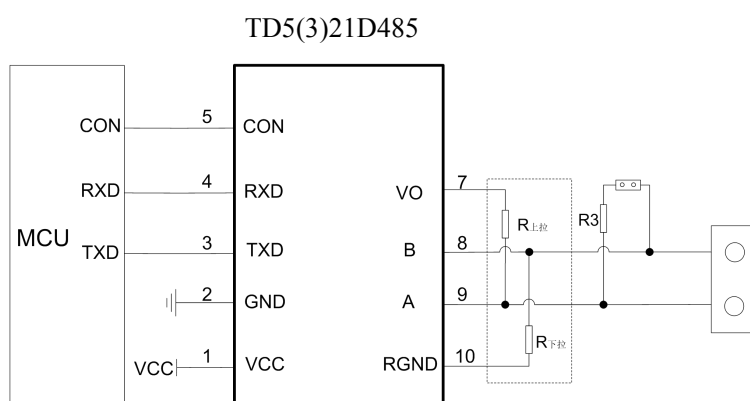 TD5(3)21D485
MCU
CON
RXD
TXD
5
4
3
2
1
VCC
CON
RXD
TXD
GND
VCC
VO
B
A
RGND
7
8
9
10
R上拉
R下拉
R3